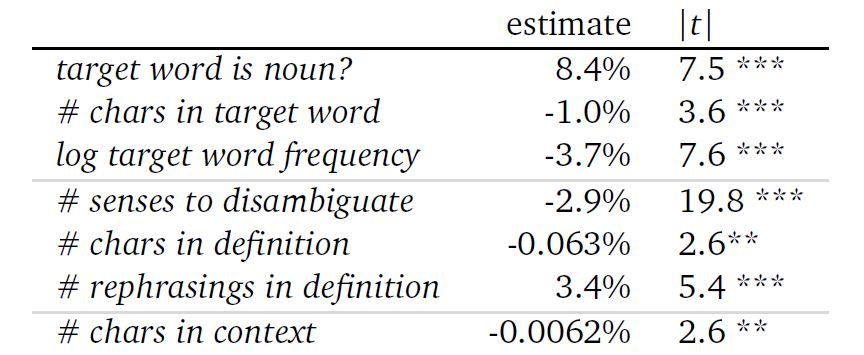 estimate |t|
target word is noun? 8.4% 7.5 ***
# chars in target word -1.0% 3.6 ***
log target word frequency -3.7% 7.6 ***
# senses to disambiguate -2.9% 19.8 ***
# chars in definition -0.063% 2.6**
# rephrasings in definition 3.4% 5.4 ***
# chars in context -0.0062% 2.6 **